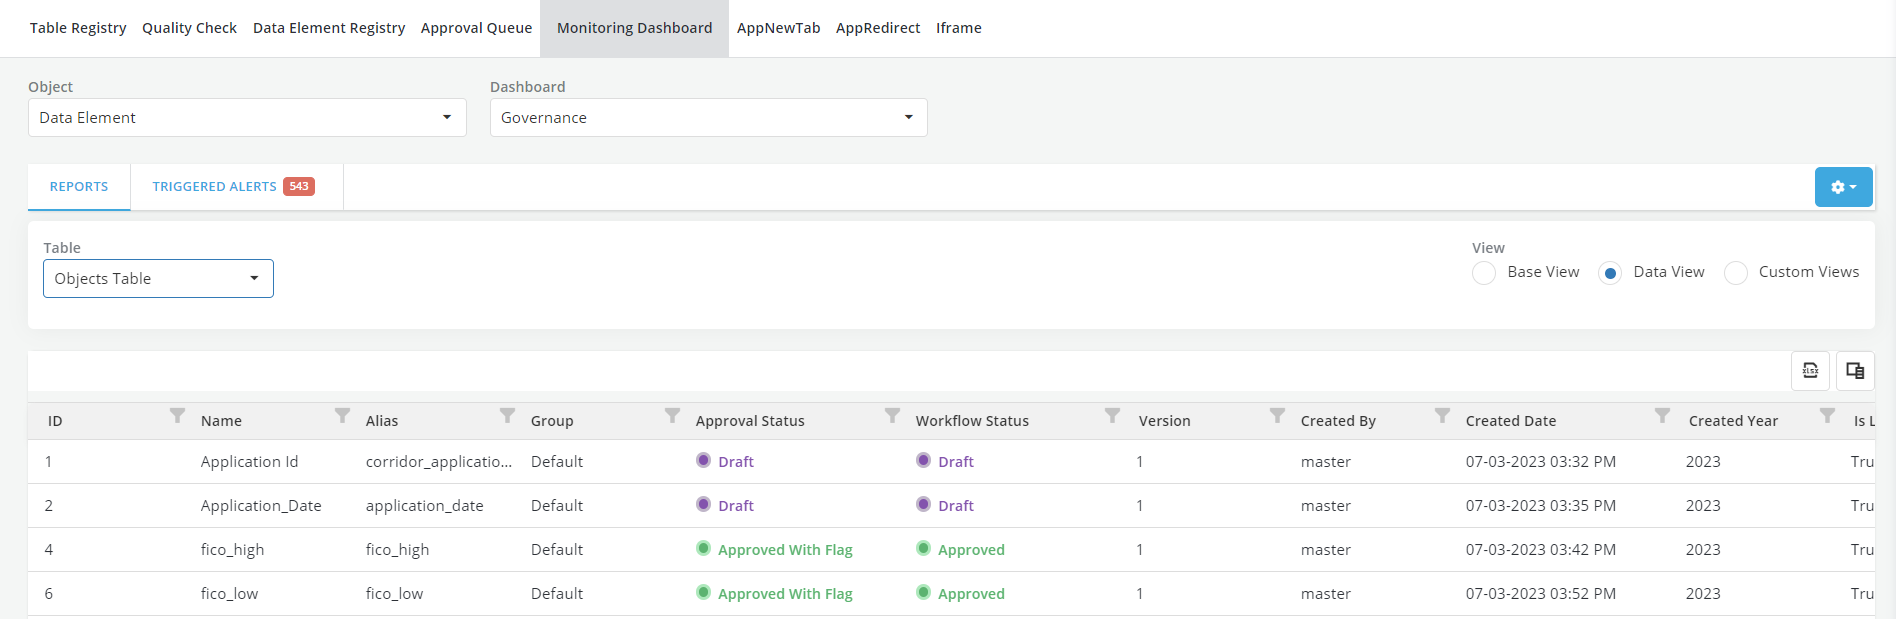 Table Registry Quality Check Data Element Registry Approval Queue Monitoring Dashboard AppNewTab AppRedirect Iframe
Object Dashboard
Data Element Governance
REPORTS TRIGGERED ALERTS 543
Table View
Objects Table Base View Data View Custom Views
xlsx
ID Name Alias Group Approval Status Workflow Status Version Created By Created Date Created Year Is L
1 Application Id corridor_applicatio... Default Draft Draft 1 master 07-03-2023 03:32 PM 2023 Tru
2 Application_Date application_date Default Draft Draft 1 master 07-03-2023 03:35 PM 2023 Tru
4 fico_high fico_high Default Approved With Flag Approved 1 master 07-03-2023 03:42 PM 2023 Tru
6 fico_low fico_low Default Approved With Flag Approved 1 master 07-03-2023 03:52 PM 2023 Tru